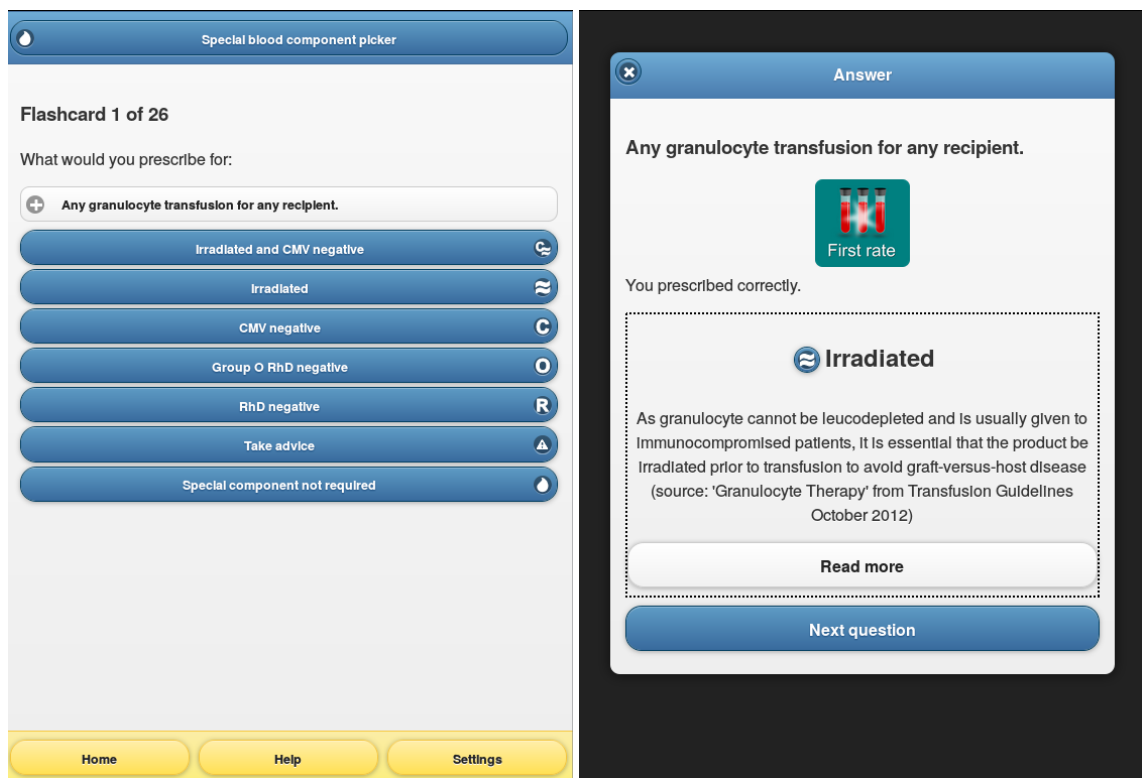 Special blood component picker
Flashcard 1 of 26
What would you prescribe for:
Any granulocyte transfusion for any recipient.
Irradiated and CMV negative
C
Irradiated
CMV negative
C
Group O RhD negative
O
RhD negative
R
Take advice
Special component not required
Home
Help
Settings
Answer
Any granulocyte transfusion for any recipient.
First rate
You prescribed correctly.
Irradiated
As granulocyte cannot be leucodepleted and is usually given to
immunocompromised patients, it is essential that the product be
irradiated prior to transfusion to avoid graft-versus-host disease
(source: 'Granulocyte Therapy' from Transfusion Guidelines
October 2012)
Read more
Next question